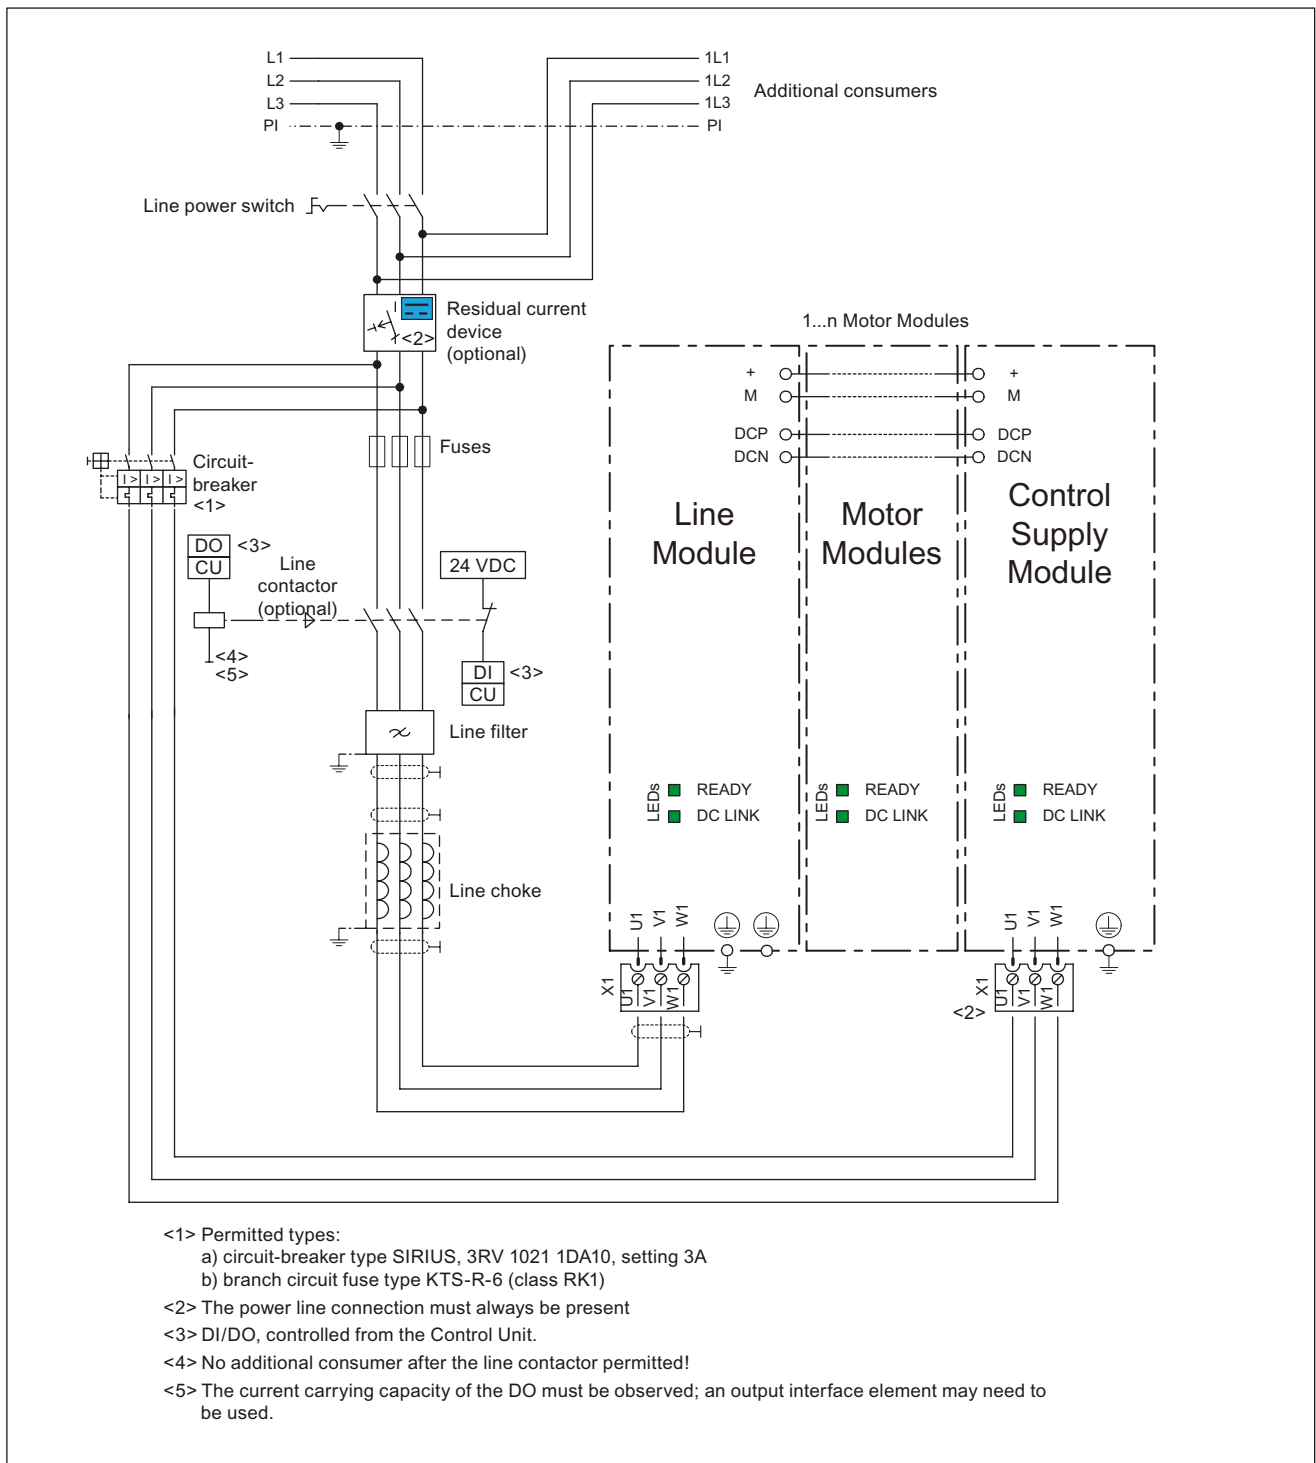 L1
1L1
L2
1L2
Additional consumers
L3
1L3
PI
PI
Line power switch
Residual current
device
(optional)
<2>
1...n Motor Modules
+
+
M
M
DCP
DCP
DCN
DCN
Fuses
Circuit-
breaker
<1>
I >
I >
I >
Line
Module
Motor
Modules
Control
Supply
Module
DO
CU
<3>
Line
contactor
(optional)
24 VDC
<4>
<5>
DI
CU
<3>
Line filter
LEDs
READY
DC LINK
LEDs
READY
DC LINK
LEDs
READY
DC LINK
Line choke
U1
V1
W1
U1
V1
W1
X1
U1
V1
W1
X1
U1
V1
W1
<2>
<1> Permitted types:
a) circuit-breaker type SIRIUS, 3RV 1021 1DA10, setting 3A
b) branch circuit fuse type KTS-R-6 (class RK1)
<2> The power line connection must always be present
<3> DI/DO, controlled from the Control Unit.
<4> No additional consumer after the line contactor permitted!
<5> The current carrying capacity of the DO must be observed; an output interface element may need to
be used.